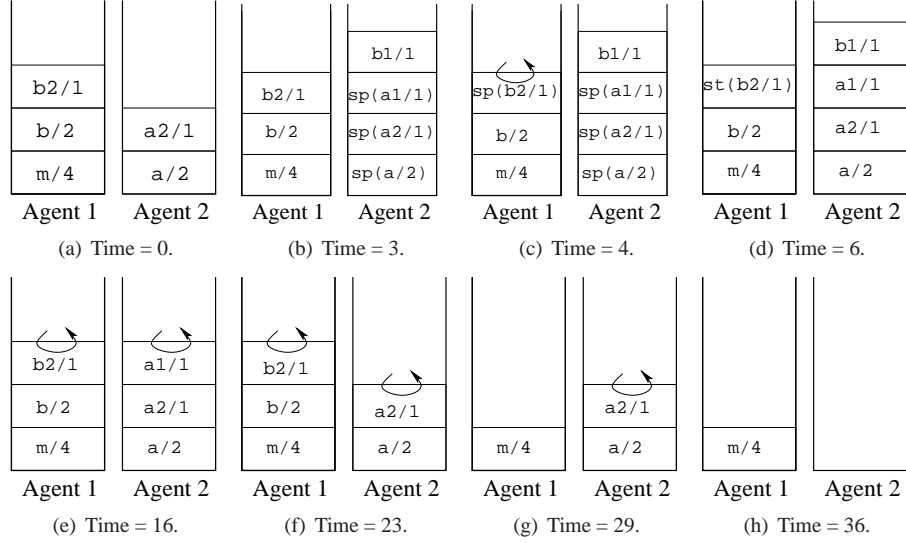 b2/1
b/2
m/4
Agent 1
a2/1
a/2
Agent 2
(a) Time = 0.
b2/1
b/2
m/4
Agent 1
b1/1
sp(a1/1)
sp(a2/1)
sp(a/2)
Agent 2
(b) Time = 3.
sp(b2/1)
b/2
m/4
Agent 1
b1/1
sp(a1/1)
sp(a2/1)
sp(a/2)
Agent 2
(c) Time = 4.
st(b2/1)
b/2
m/4
Agent 1
b1/1
a1/1
a2/1
a/2
Agent 2
(d) Time = 6.
b2/1
b/2
m/4
Agent 1
a1/1
a2/1
a/2
Agent 2
(e) Time = 16.
b2/1
b/2
m/4
Agent 1
a2/1
a/2
Agent 2
(f) Time = 23.
m/4
Agent 1
a2/1
a/2
Agent 2
(g) Time = 29.
m/4
Agent 1
Agent 2
(h) Time = 36.